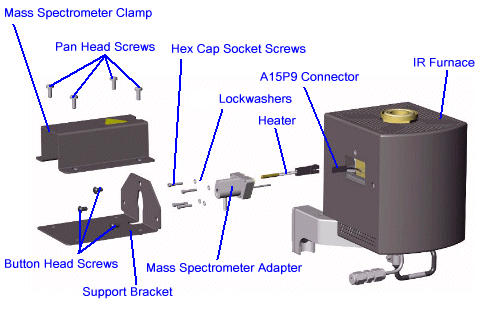 Mass Spectrometer Clamp
Pan Head Screws
Hex Cap Socket Screws
IR Furnace
A15P9 Connector
Lockwashers
Heater
Button Head Screws
Mass Spectrometer Adapter
Support Bracket